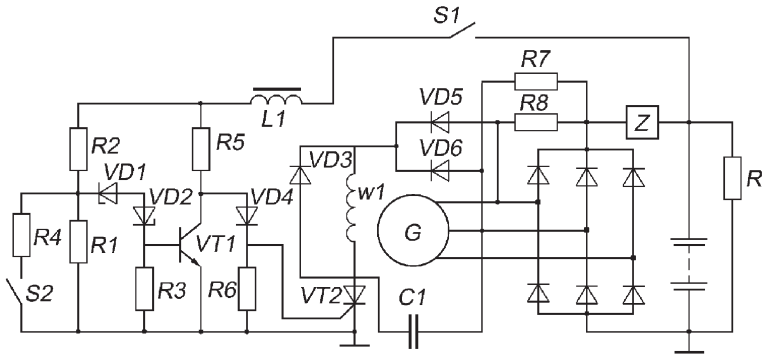 S1
R7
L1
VD5
R8
Z
R2
R5
VD3
VD6
R
VD1
VD2
VD4
w1
R4
R1
VT1
G
S2
R3
R6
VT2
C1